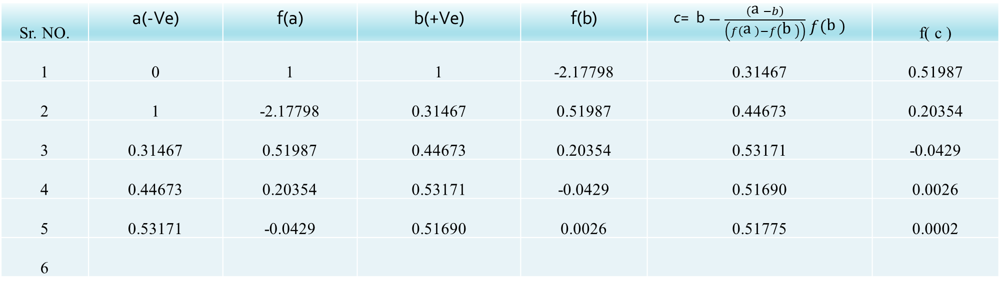 Sr. NO. a(-Ve) f(a) b(+Ve) f(b) c= b − (a −b)/(f(a)−f(b)) f(b) f( c )
1 0 1 1 -2.17798 0.31467 0.51987
2 1 -2.17798 0.31467 0.51987 0.44673 0.20354
3 0.31467 0.51987 0.44673 0.20354 0.53171 -0.0429
4 0.44673 0.20354 0.53171 -0.0429 0.51690 0.0026
5 0.53171 -0.0429 0.51690 0.0026 0.51775 0.0002
6